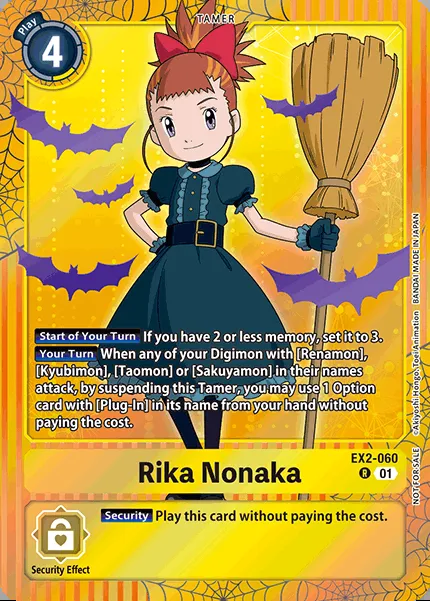 TAMER
Play
4
Start of Your Turn If you have 2 or less memory, set it to 3.
Your Turn When any of your Digimon with [Renamon],
[Kyubimon], [Taomon] or [Sakuyamon] in their names
attack, by suspending this Tamer, you may use 1 Option
card with [Plug-In] in its name from your hand without
paying the cost.
EX2-060
Rika Nonaka
R 01
Security Play this card without paying the cost.
Security Effect
NOT FOR SALE ©Akiyoshi Hongo, Toei Animation BANDAI MADE IN JAPAN